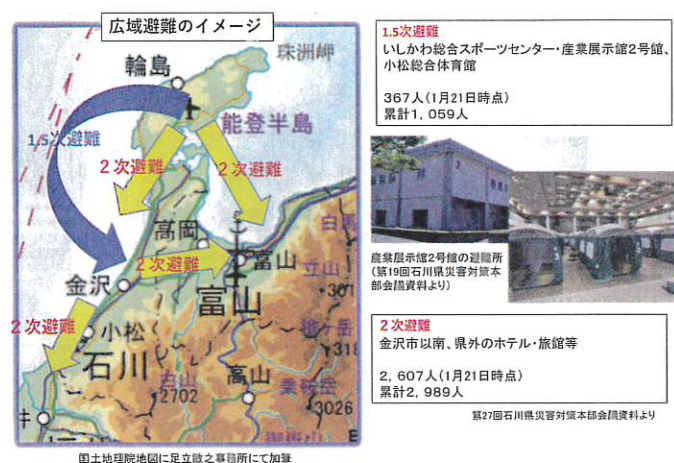 広域避難のイメージ
珠洲岬
輪島
能登半島
1.5次避難
2次避難
2次避難
高岡
2次避難
富山
富山
白馬
立山
金沢
2次避難
小松
石川
白山
2702
高山
乗鞍岳
3026
国土地理院地図に足立敏之事務所にて加筆
1.5次避難
いしかわ総合スポーツセンター・産業展示館2号館、
小松総合体育館
367人(1月21日時点)
累計1,059人
産業展示館2号館の避難所
(第19回石川県災害対策本
部会議資料より)
2次避難
金沢市以南、県外のホテル・旅館等
2,607人(1月21日時点)
累計2,989人
第27回石川県災害対策本部会議資料より